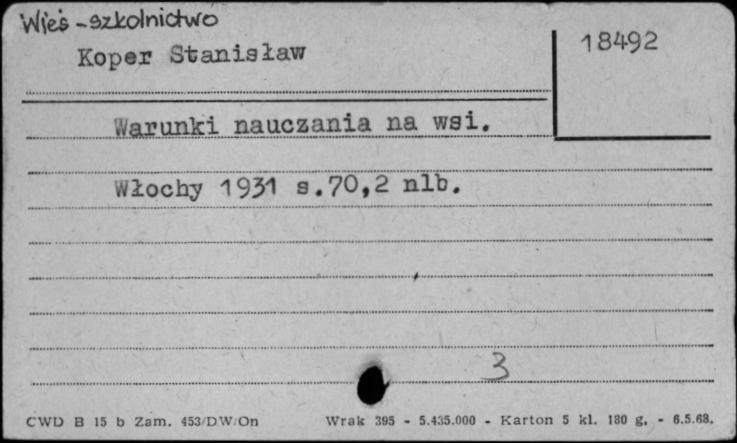 Wieś - szkolnictwo
Koper Stanisław
18492
Warunki nauczania na wsi.
Włochy 1931 s.70,2 nlb.
3
CWD B 15 b Zam. 453/D.W/On Wrak 395 - 5.435.000 - Karton 5 kl. 180 g. - 6.5.68.